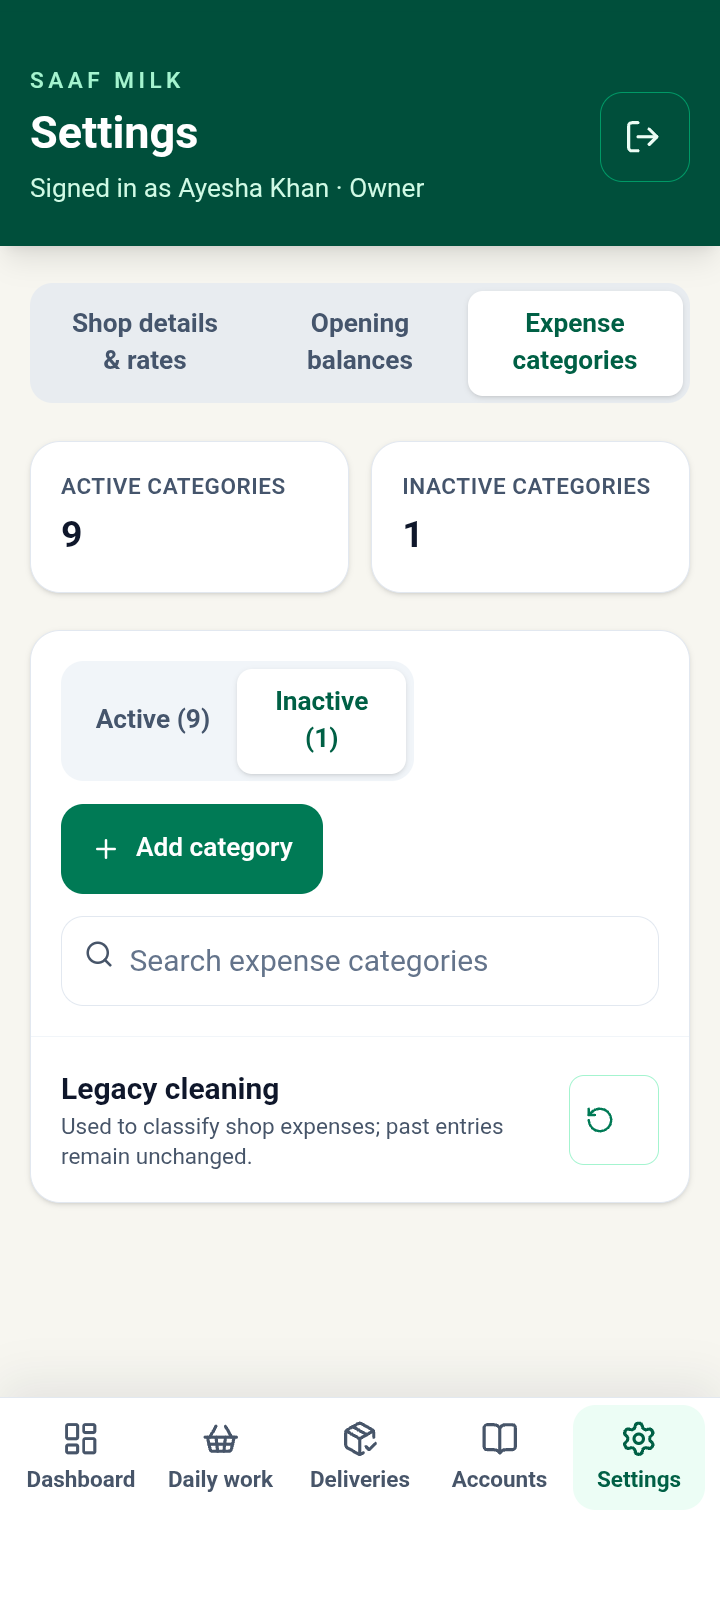 SAAF MILK
Settings
Signed in as Ayesha Khan · Owner
Shop details
& rates
Opening
balances
Expense
categories
ACTIVE CATEGORIES
9
INACTIVE CATEGORIES
1
Active (9)
Inactive
(1)
Add category
Search expense categories
Legacy cleaning
Used to classify shop expenses; past entries
remain unchanged.
Dashboard
Daily work
Deliveries
Accounts
Settings